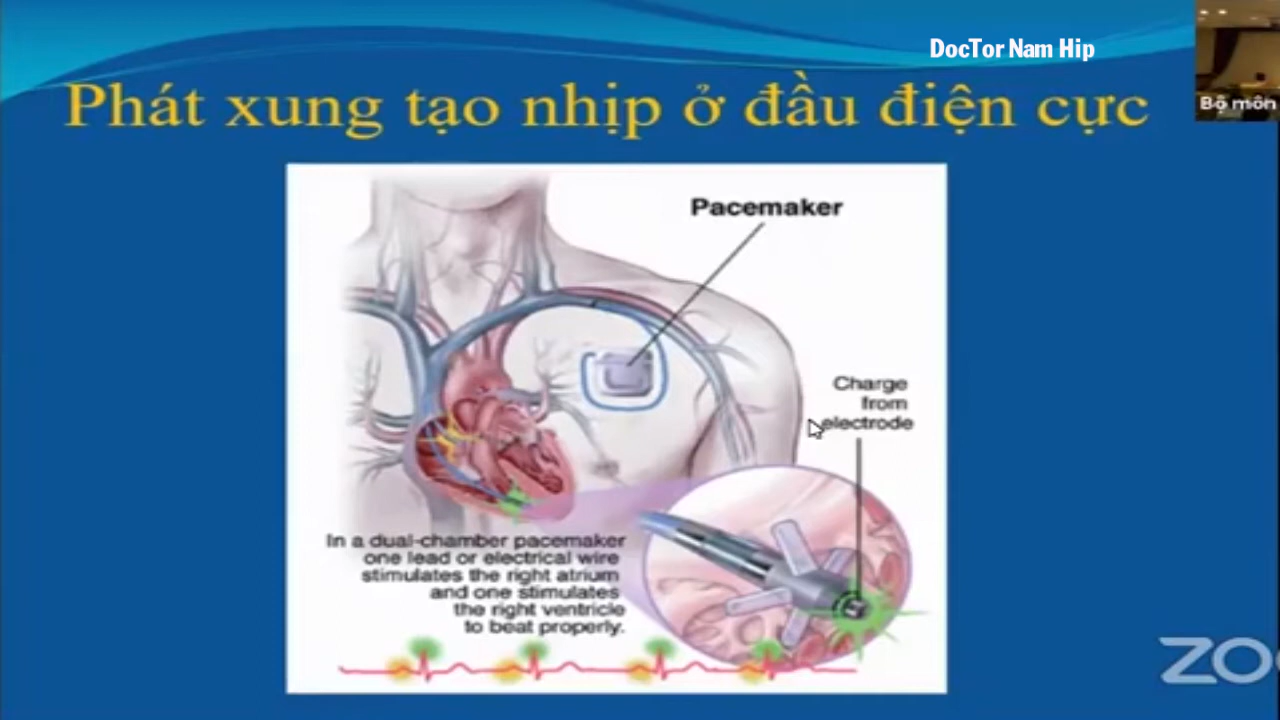 DocTor Nam Hip
Bộ môn
Phát xung tạo nhịp ở đầu điện cực
Pacemaker
Charge
from
electrode
In a dual-chamber pacemaker
one lead or electrical wire
stimulates the right atrium
and one stimulates
the right ventricle
to beat properly.